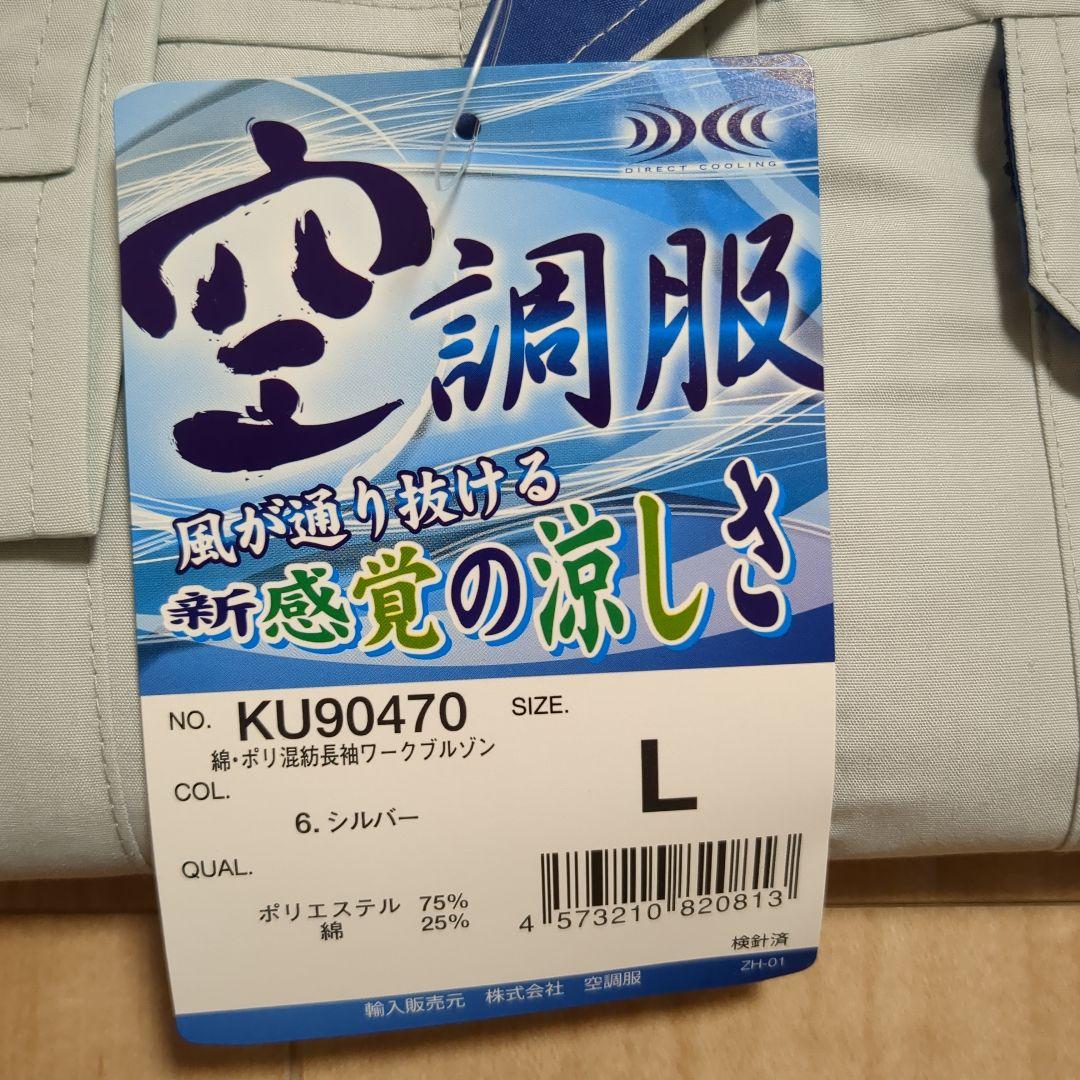 DIRECT COOLING
空調服
風が通り抜ける
新感覚の涼しさ
NO. KU90470
綿・ポリ混紡長袖ワークブルゾン
SIZE.
L
COL.
6. シルバー
QUAL.
ポリエステル 75%
綿 25%
4 573210 820813
検針済
ZH-01
輸入販売元 株式会社 空調服